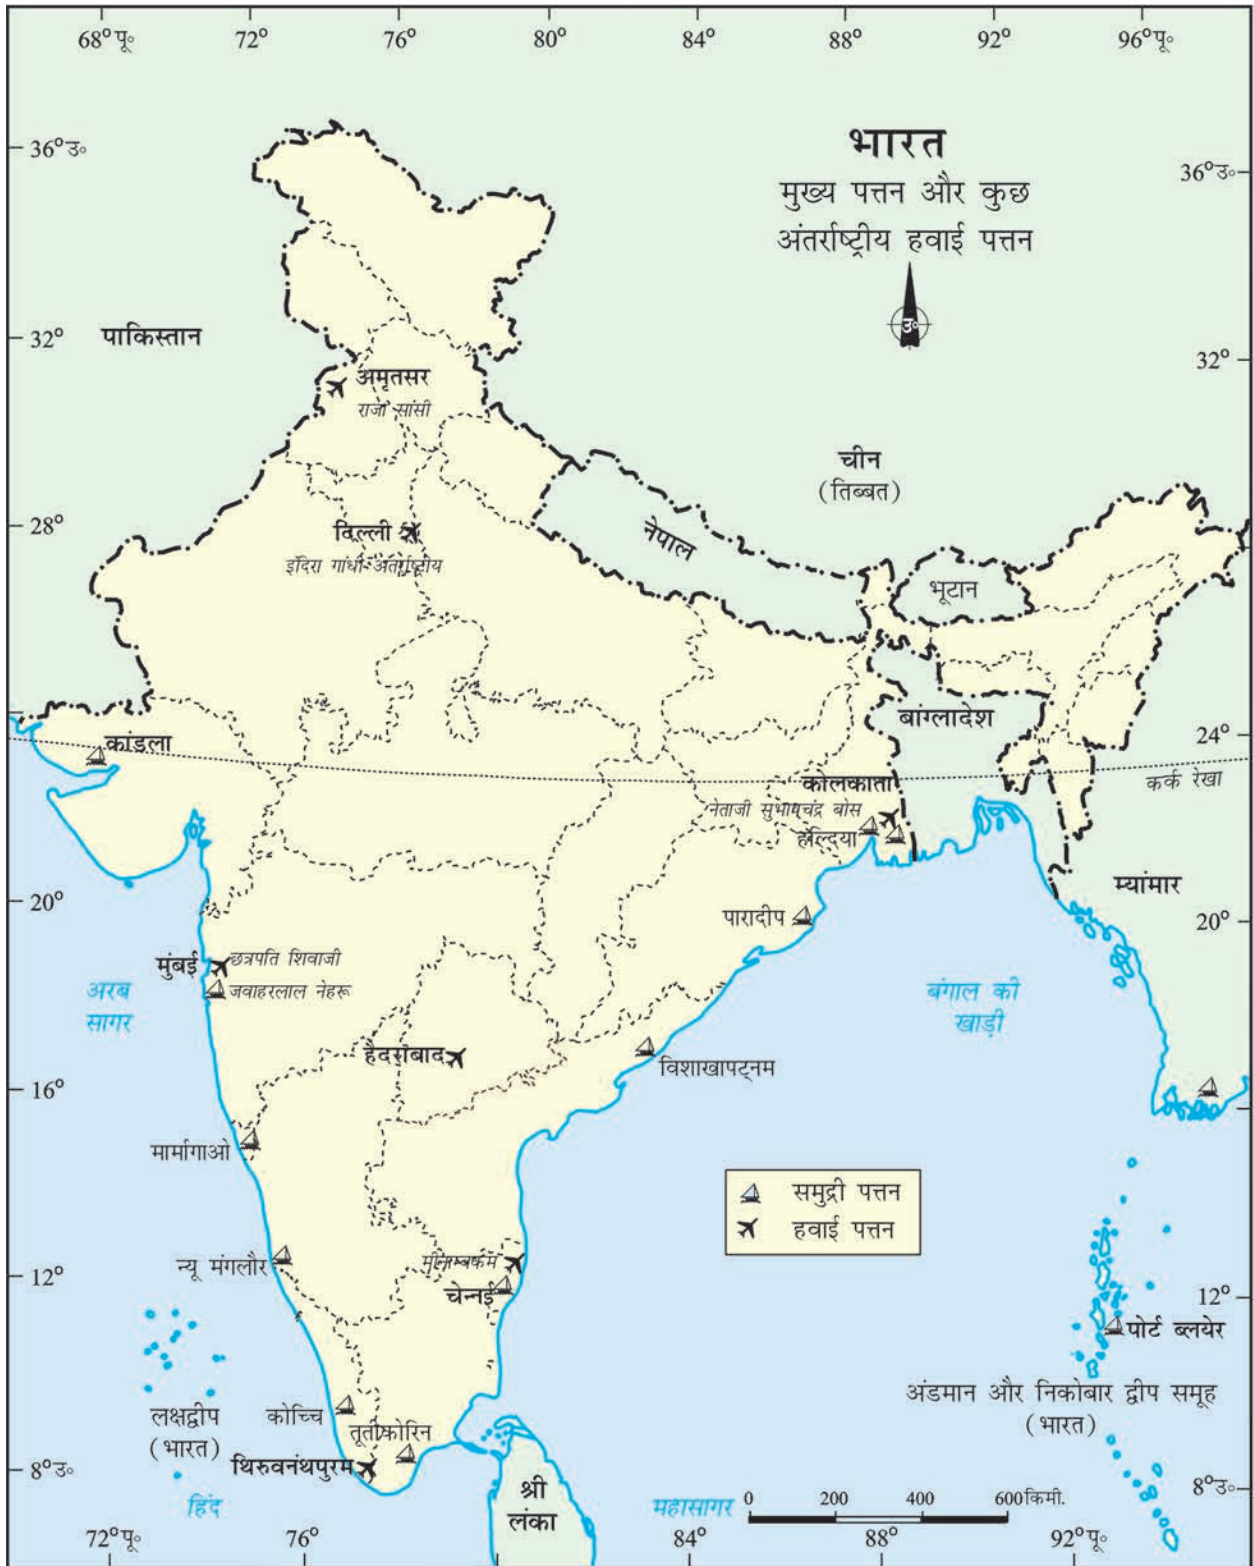 68°पू॰ 72° 76° 80° 84° 88° 92° 96°पू॰
भारत
मुख्य पत्तन और कुछ
अंतर्राष्ट्रीय हवाई पत्तन
उ॰
36°उ॰
36°उ॰
32°
32°
पाकिस्तान
अमृतसर
राजा सांसी
चीन
(तिब्बत)
28°
दिल्ली
इंदिरा गांधी अंतर्राष्ट्रीय
नेपाल
भूटान
बांग्लादेश
24°
कांडला
कर्क रेखा
कोलकाता
नेताजी सुभाषचंद्र बोस
हल्दिया
म्यांमार
20°
20°
पारादीप
मुंबई
छत्रपति शिवाजी
जवाहरलाल नेहरू
अरब
सागर
बंगाल की
खाड़ी
हैदराबाद
विशाखापट्नम
16°
मार्मागाओ
समुद्री पत्तन
हवाई पत्तन
न्यू मंगलौर
मीनाम्बकम
चेन्नई
12°
12°
पोर्ट ब्लयेर
अंडमान और निकोबार द्वीप समूह
(भारत)
लक्षद्वीप
(भारत)
कोच्चि
तूतीकोरिन
थिरुवनंथपुरम
8°उ॰
8°उ॰
श्री
लंका
हिंद
महासागर
0 200 400 600किमी.
72°पू॰ 76° 84° 88° 92°पू॰